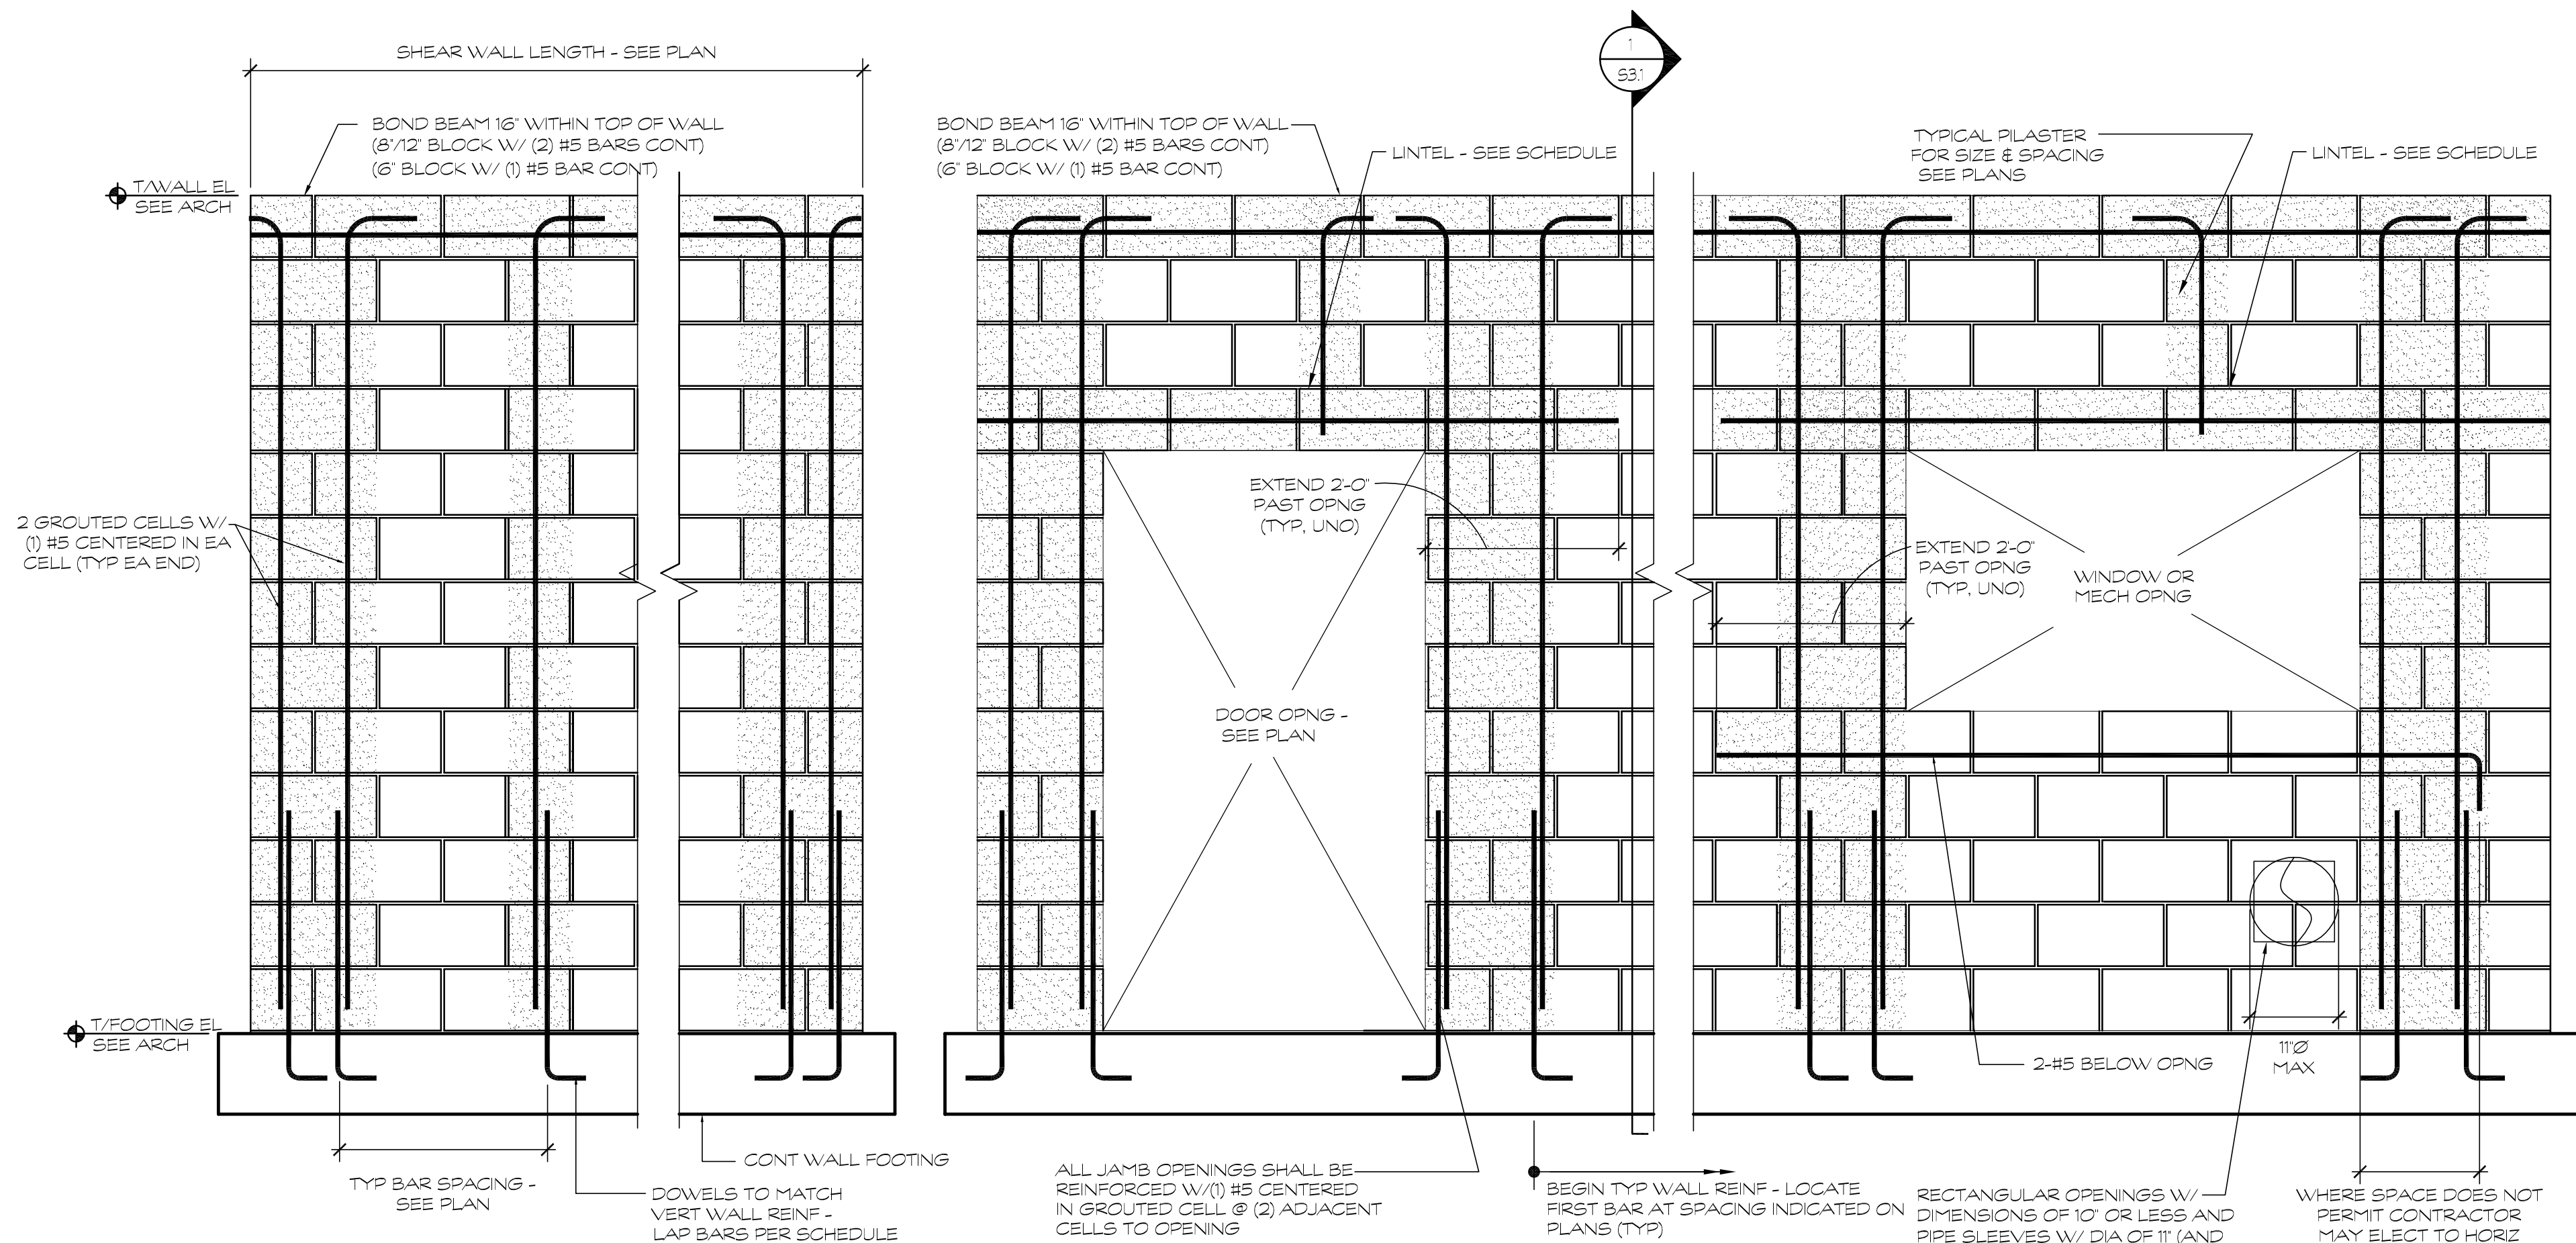 SHEAR WALL LENGTH - SEE PLAN
1
S3.1
BOND BEAM 16" WITHIN TOP OF WALL
(8"/12" BLOCK W/ (2) #5 BARS CONT)
(6" BLOCK W/ (1) #5 BAR CONT)
BOND BEAM 16" WITHIN TOP OF WALL
(8"/12" BLOCK W/ (2) #5 BARS CONT)
(6" BLOCK W/ (1) #5 BAR CONT)
LINTEL - SEE SCHEDULE
TYPICAL PILASTER
FOR SIZE & SPACING
SEE PLANS
LINTEL - SEE SCHEDULE
T/WALL EL
SEE ARCH
2 GROUTED CELLS W/
(1) #5 CENTERED IN EA
CELL (TYP EA END)
EXTEND 2'-0"
PAST OPNG
(TYP, UNO)
EXTEND 2'-0"
PAST OPNG
(TYP, UNO)
WINDOW OR
MECH OPNG
DOOR OPNG -
SEE PLAN
T/FOOTING EL
SEE ARCH
2-#5 BELOW OPNG
11"Ø
MAX
TYP BAR SPACING -
SEE PLAN
CONT WALL FOOTING
DOWELS TO MATCH
VERT WALL REINF -
LAP BARS PER SCHEDULE
ALL JAMB OPENINGS SHALL BE
REINFORCED W/(1) #5 CENTERED
IN GROUTED CELL @ (2) ADJACENT
CELLS TO OPENING
BEGIN TYP WALL REINF - LOCATE
FIRST BAR AT SPACING INDICATED ON
PLANS (TYP)
RECTANGULAR OPENINGS W/
DIMENSIONS OF 10" OR LESS AND
PIPE SLEEVES W/ DIA OF 11" (AND
WHERE SPACE DOES NOT
PERMIT CONTRACTOR
MAY ELECT TO HORIZ